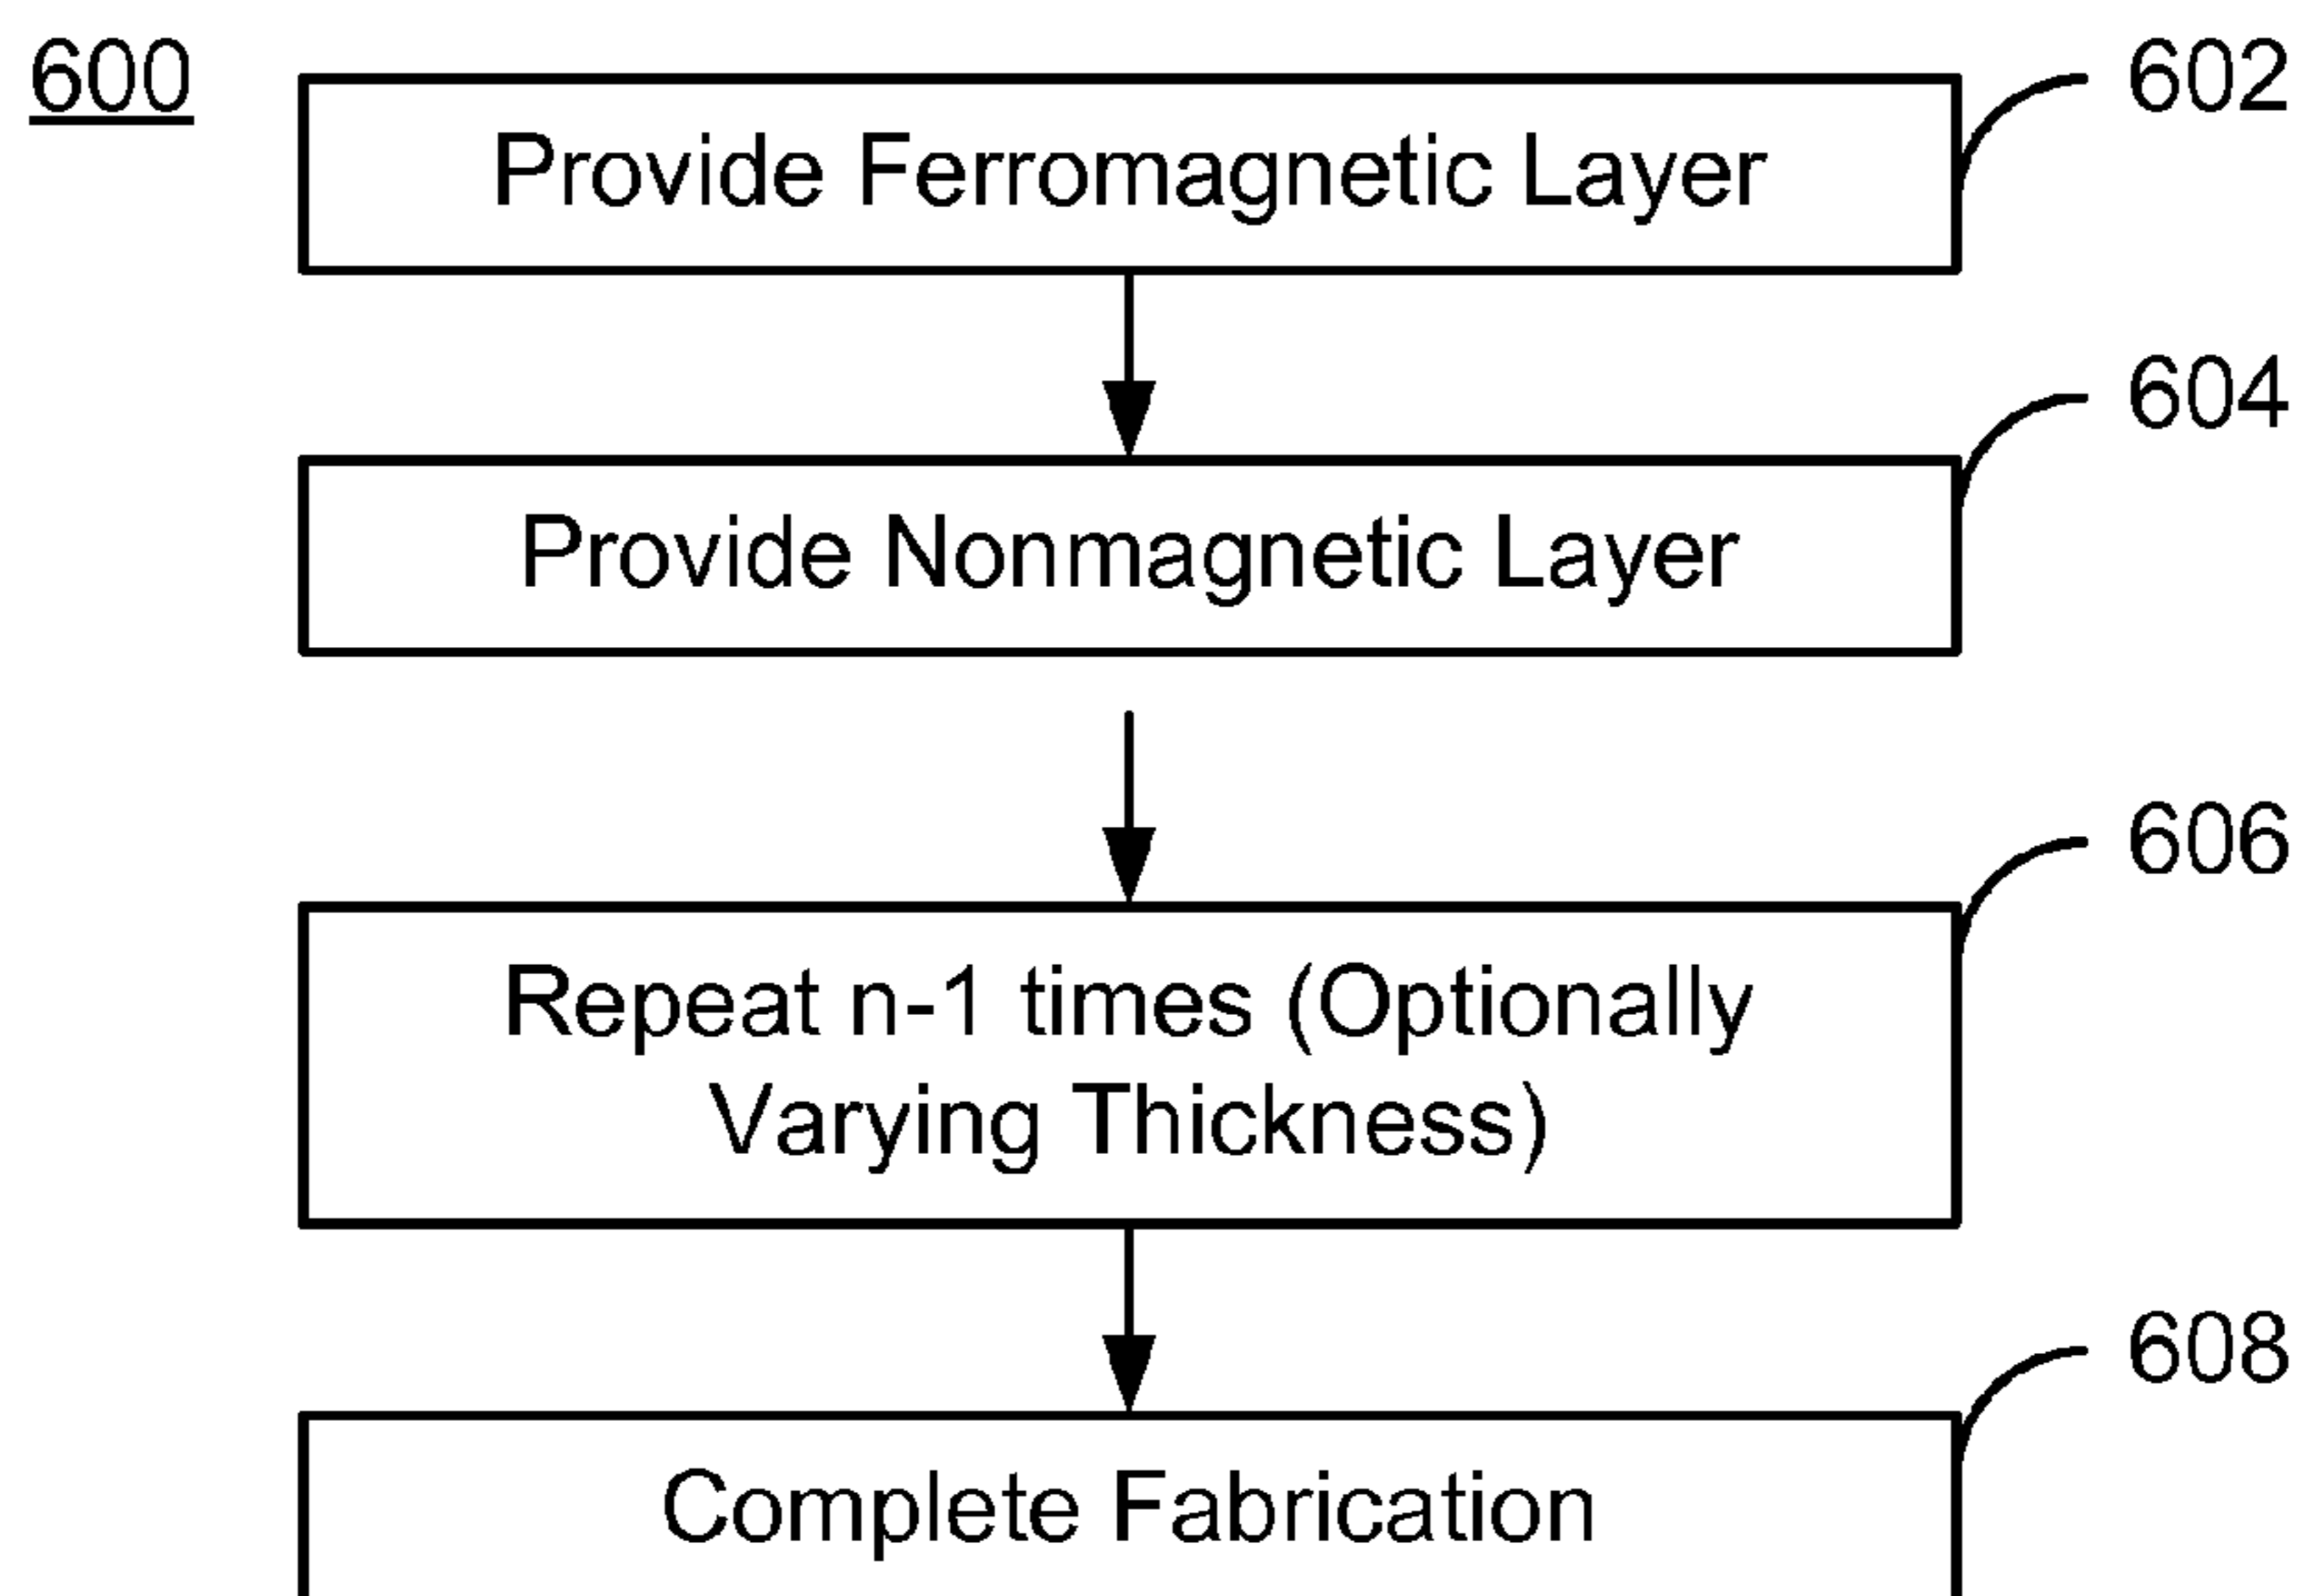 600
602
Provide Ferromagnetic Layer
604
Provide Nonmagnetic Layer
606
Repeat n-1 times (Optionally
Varying Thickness)
608
Complete Fabrication